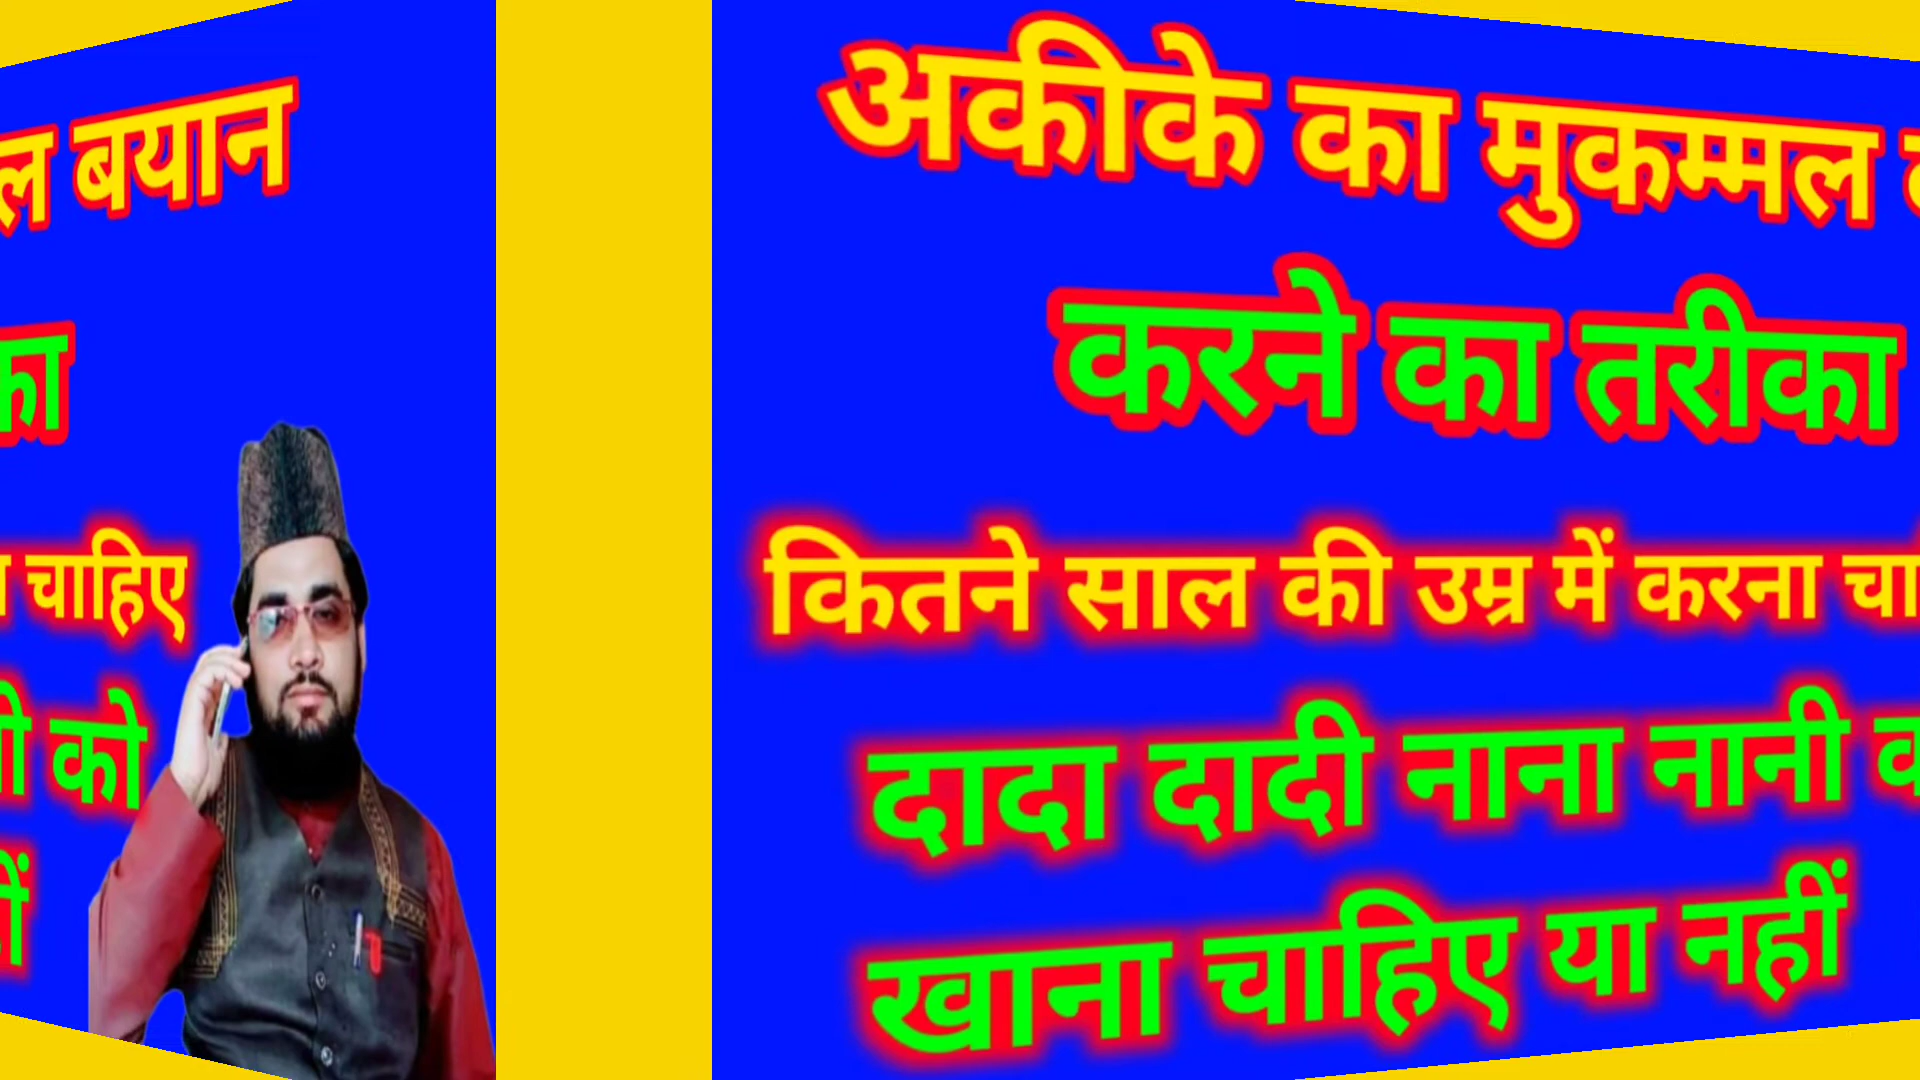 ल बयान
का
चाहिए
को
अकीके का मुकम्मल
करने का तरीका
कितने साल की उम्र में करना चा
दादा दादी नाना नानी
खाना चाहिए या नहीं